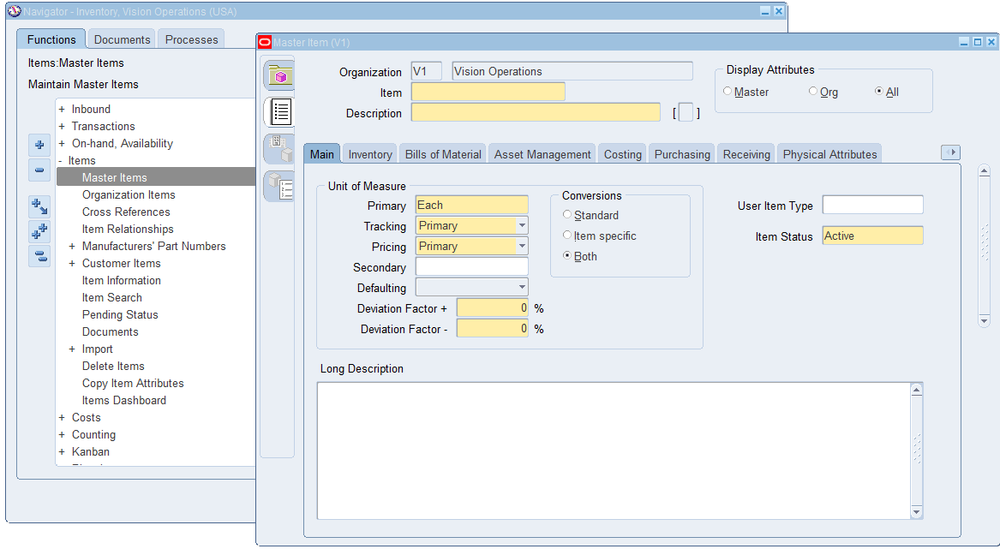 Navigator - Inventory, Vision Operations (USA)
Functions
Documents
Processes
Items:Master Items
Maintain Master Items
+ Inbound
+ Transactions
+ On-hand, Availability
- Items
Master Items
Organization Items
Cross References
Item Relationships
+ Manufacturers' Part Numbers
+ Customer Items
Item Information
Item Search
Pending Status
Documents
+ Import
Delete Items
Copy Item Attributes
Items Dashboard
+ Costs
+ Counting
+ Kanban
Master Item (V1)
Organization V1 Vision Operations
Item
Description [ ]
Display Attributes
Master Org All
Main Inventory Bills of Material Asset Management Costing Purchasing Receiving Physical Attributes
Unit of Measure
Primary Each
Tracking Primary
Pricing Primary
Secondary
Defaulting
Deviation Factor + 0 %
Deviation Factor - 0 %
Conversions
Standard
Item specific
Both
User Item Type
Item Status Active
Long Description